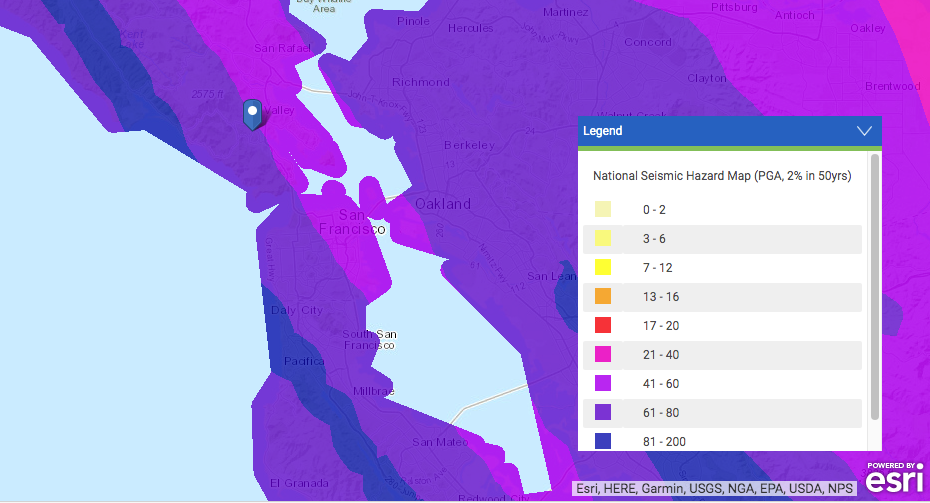 Area
Pinole
Martinez
Pittsburg
Antioch
Hercules
Oakley
Concord
San Rafael
Richmond
Clayton
Brentwood
2575 ft
Valley
Walnut Creek
Berkeley
Oakland
San
Francisco
San Lean
Daly City
South San
Francisco
Pacifica
Millbrae
San Mateo
El Granada
Redwood City
Legend
National Seismic Hazard Map (PGA, 2% in 50yrs)
0 - 2
3 - 6
7 - 12
13 - 16
17 - 20
21 - 40
41 - 60
61 - 80
81 - 200
POWERED BY
esri
Esri, HERE, Garmin, USGS, NGA, EPA, USDA, NPS